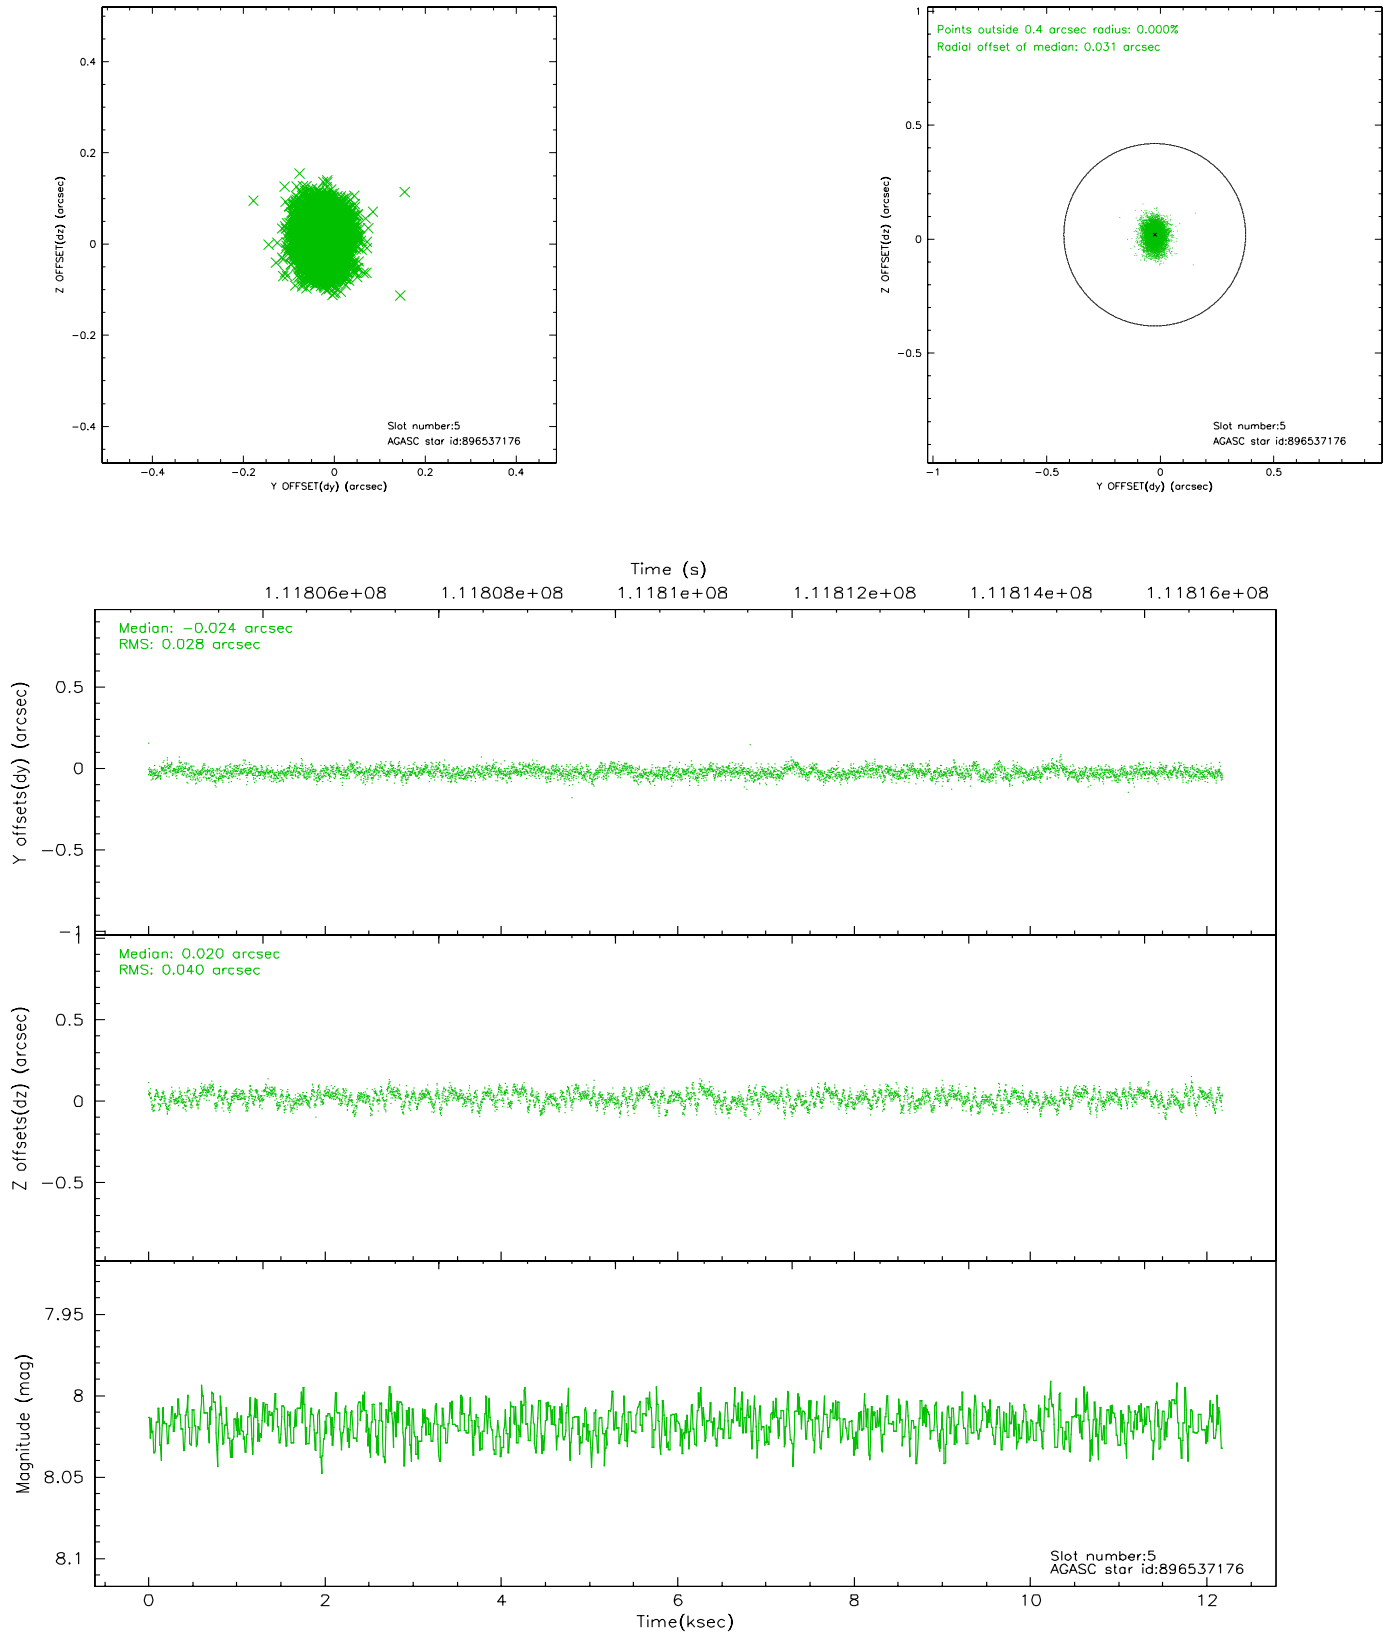 0.4
0.2
0
-0.2
-0.4
Z OFFSET(dz) (arcsec)
Slot number:5
AGASC star id:896537176
-0.4 -0.2 0 0.2 0.4
Y OFFSET(dy) (arcsec)
Points outside 0.4 arcsec radius: 0.000%
Radial offset of median: 0.031 arcsec
1
0.5
0
-0.5
Z OFFSET(dz) (arcsec)
Slot number:5
AGASC star id:896537176
-1 -0.5 0 0.5
Y OFFSET(dy) (arcsec)
Time (s)
1.11806e+08 1.11808e+08 1.1181e+08 1.11812e+08 1.11814e+08 1.11816e+08
Median: -0.024 arcsec
RMS: 0.028 arcsec
0.5
0
-0.5
-1
Y offsets(dy) (arcsec)
Median: 0.020 arcsec
RMS: 0.040 arcsec
1
0.5
0
-0.5
Z offsets(dz) (arcsec)
7.95
8
8.05
8.1
Magnitude (mag)
Slot number:5
AGASC star id:896537176
0 2 4 6 8 10 12
Time(ksec)